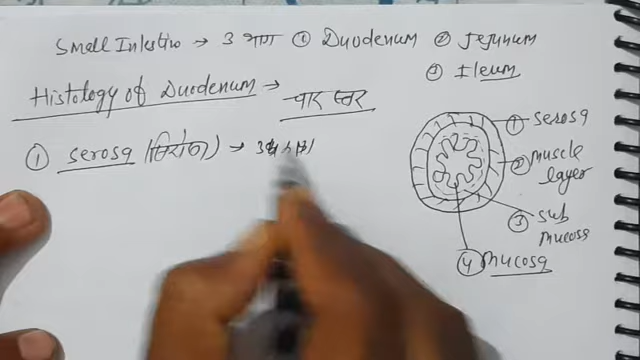 Small Intestine → 3 भाग ① Duodenum ② Jejunum
③ Ileum
Histology of Duodenum →
चार स्तर
① serosa (सिरोसा) →
① serosa
② muscle
layer
③ sub
mucosa
④ mucosa